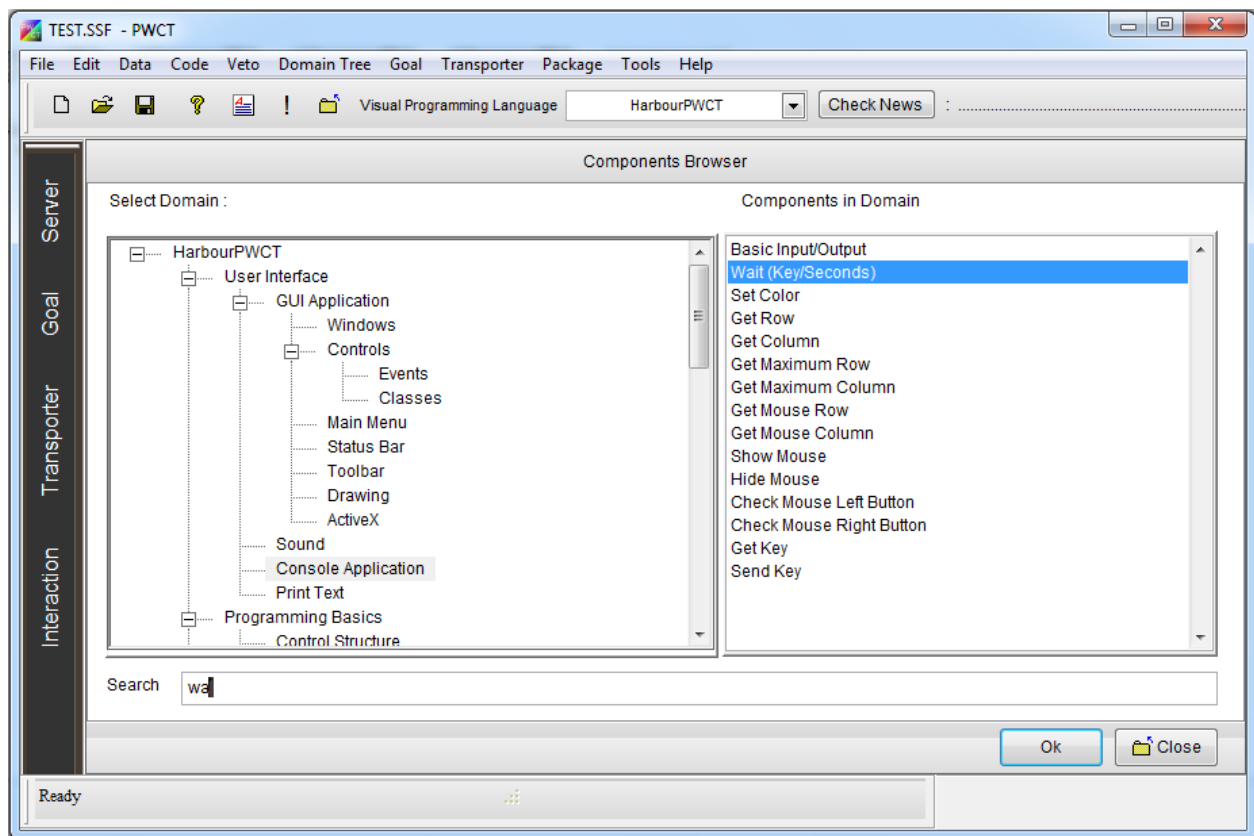 TEST.SSF - PWCT
File Edit Data Code Veto Domain Tree Goal Transporter Package Tools Help
Visual Programming Language HarbourPWCT Check News : ........................................................................
Components Browser
Server
Goal
Transporter
Interaction
Select Domain :
HarbourPWCT
User Interface
GUI Application
Windows
Controls
Events
Classes
Main Menu
Status Bar
Toolbar
Drawing
ActiveX
Sound
Console Application
Print Text
Programming Basics
Control Structure
Components in Domain
Basic Input/Output
Wait (Key/Seconds)
Set Color
Get Row
Get Column
Get Maximum Row
Get Maximum Column
Get Mouse Row
Get Mouse Column
Show Mouse
Hide Mouse
Check Mouse Left Button
Check Mouse Right Button
Get Key
Send Key
Search wa
Ok Close
Ready